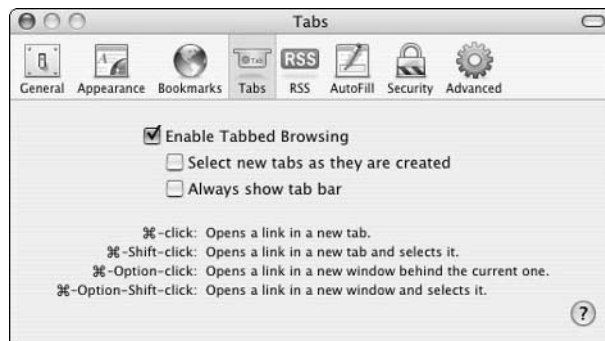 Tabs
General Appearance Bookmarks Tabs RSS AutoFill Security Advanced
Tab
RSS
Enable Tabbed Browsing
Select new tabs as they are created
Always show tab bar
⌘-click: Opens a link in a new tab.
⌘-Shift-click: Opens a link in a new tab and selects it.
⌘-Option-click: Opens a link in a new window behind the current one.
⌘-Option-Shift-click: Opens a link in a new window and selects it.
?